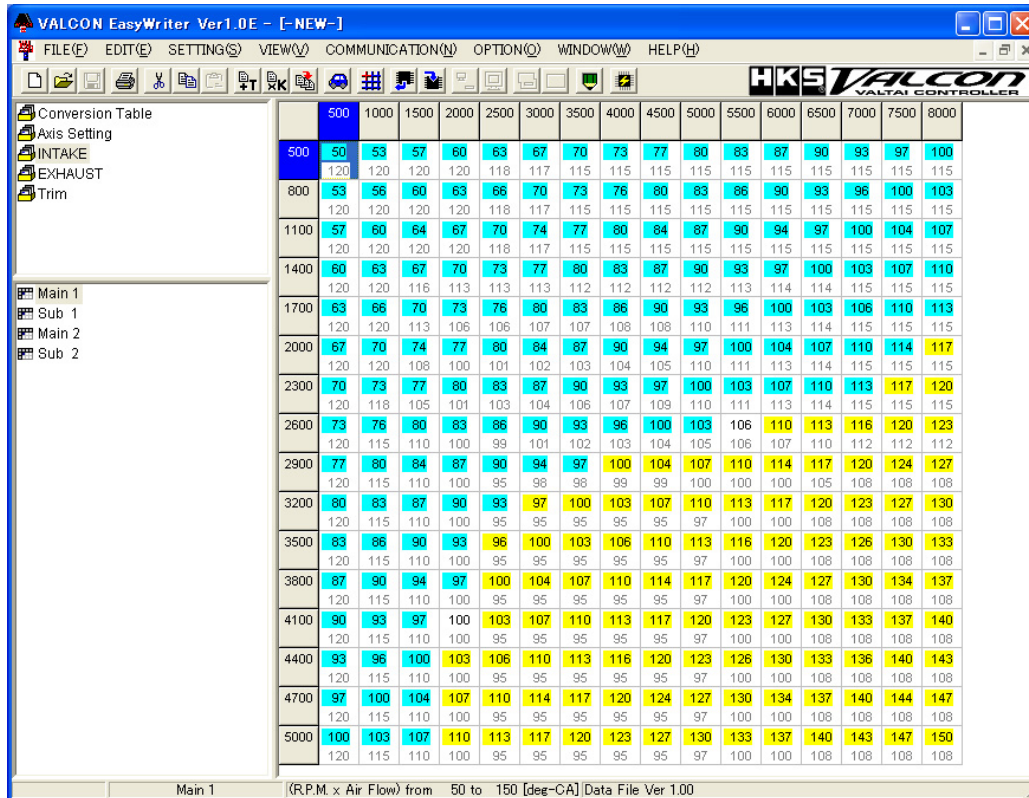 VALCON EasyWriter Ver1.0E - [-NEW-]
FILE(F) EDIT(E) SETTING(S) VIEW(V) COMMUNICATION(N) OPTION(O) WINDOW(W) HELP(H)
HKS VALCON
VALTAI CONTROLLER
Conversion Table
Axis Setting
INTAKE
EXHAUST
Trim
Main 1
Sub 1
Main 2
Sub 2
500 1000 1500 2000 2500 3000 3500 4000 4500 5000 5500 6000 6500 7000 7500 8000
500 50 53 57 60 63 67 70 73 77 80 83 87 90 93 97 100
120 120 120 120 118 117 115 115 115 115 115 115 115 115 115 115
800 53 56 60 63 66 70 73 76 80 83 86 90 93 96 100 103
120 120 120 120 118 117 115 115 115 115 115 115 115 115 115 115
1100 57 60 64 67 70 74 77 80 84 87 90 94 97 100 104 107
120 120 120 120 118 117 115 115 115 115 115 115 115 115 115 115
1400 60 63 67 70 73 77 80 83 87 90 93 97 100 103 107 110
120 120 116 113 113 113 112 112 112 112 113 114 114 115 115 115
1700 63 66 70 73 76 80 83 86 90 93 96 100 103 106 110 113
120 120 113 106 106 107 107 108 108 110 111 113 114 115 115 115
2000 67 70 74 77 80 84 87 90 94 97 100 104 107 110 114 117
120 120 108 100 101 102 103 104 105 110 111 113 114 115 115 115
2300 70 73 77 80 83 87 90 93 97 100 103 107 110 113 117 120
120 118 105 101 103 104 106 107 109 110 111 113 114 115 115 115
2600 73 76 80 83 86 90 93 96 100 103 106 110 113 116 120 123
120 115 110 100 99 101 102 103 104 105 106 107 110 112 112 112
2900 77 80 84 87 90 94 97 100 104 107 110 114 117 120 124 127
120 115 110 100 95 98 98 99 99 100 100 100 105 108 108 108
3200 80 83 87 90 93 97 100 103 107 110 113 117 120 123 127 130
120 115 110 100 95 95 95 95 95 97 100 100 108 108 108 108
3500 83 86 90 93 96 100 103 106 110 113 116 120 123 126 130 133
120 115 110 100 95 95 95 95 95 97 100 100 108 108 108 108
3800 87 90 94 97 100 104 107 110 114 117 120 124 127 130 134 137
120 115 110 100 95 95 95 95 95 97 100 100 108 108 108 108
4100 90 93 97 100 103 107 110 113 117 120 123 127 130 133 137 140
120 115 110 100 95 95 95 95 95 97 100 100 108 108 108 108
4400 93 96 100 103 106 110 113 116 120 123 126 130 133 136 140 143
120 115 110 100 95 95 95 95 95 97 100 100 108 108 108 108
4700 97 100 104 107 110 114 117 120 124 127 130 134 137 140 144 147
120 115 110 100 95 95 95 95 95 97 100 100 108 108 108 108
5000 100 103 107 110 113 117 120 123 127 130 133 137 140 143 147 150
120 115 110 100 95 95 95 95 95 97 100 100 108 108 108 108
Main 1 (R.P.M. x Air Flow) from 50 to 150 [deg-CA] Data File Ver 1.00